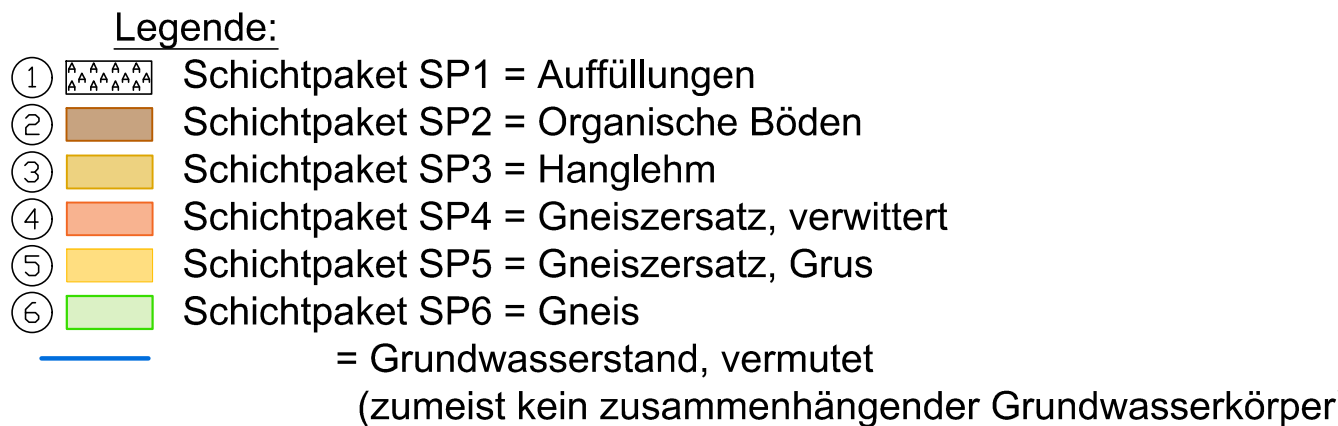 Legende:
1 AAAAAAAAAAAA Schichtpaket SP1 = Auffüllungen
2 Schichtpaket SP2 = Organische Böden
3 Schichtpaket SP3 = Hanglehm
4 Schichtpaket SP4 = Gneiszersatz, verwittert
5 Schichtpaket SP5 = Gneiszersatz, Grus
6 Schichtpaket SP6 = Gneis
= Grundwasserstand, vermutet
(zumeist kein zusammenhängender Grundwasserkörper